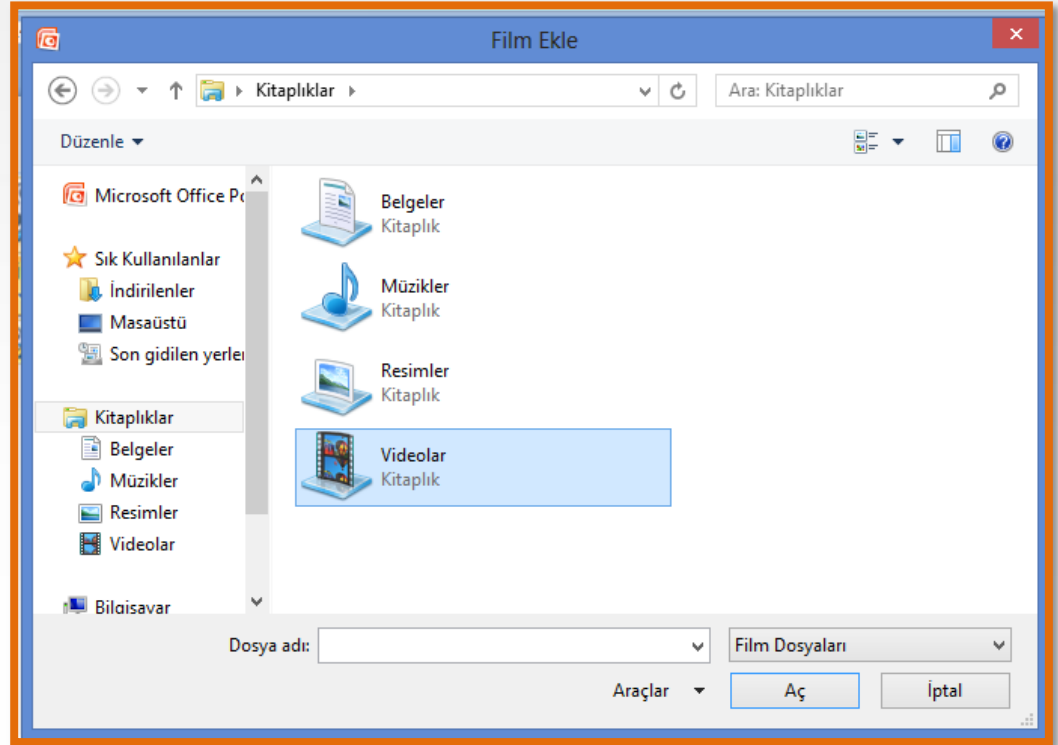 Film Ekle
Kitaplıklar
Ara: Kitaplıklar
Düzenle
Microsoft Office Po
Sık Kullanılanlar
İndirilenler
Masaüstü
Son gidilen yerler
Kitaplıklar
Belgeler
Müzikler
Resimler
Videolar
Bilgisayar
Belgeler
Kitaplık
Müzikler
Kitaplık
Resimler
Kitaplık
Videolar
Kitaplık
Dosya adı:
Film Dosyaları
Araçlar
Aç
İptal